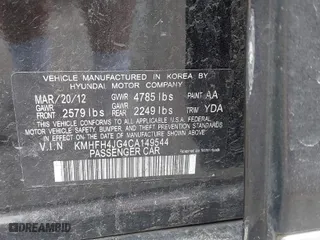 VEHICLE MANUFACTURED IN KOREA BY
HYUNDAI MOTOR COMPANY
MAR/20/12 GVWR 4785 lbs PAINT AA
GAWR FRONT 2579 lbs GAWR REAR 2249 lbs TRIM YDA
THIS VEHICLE CONFORMS TO ALL APPLICABLE U.S.
FEDERAL MOTOR VEHICLE SAFETY, BUMPER, AND THEFT
PREVENTION STANDARDS IN EFFECT ON THE DATE OF
MANUFACTURE SHOWN ABOVE.
V.I.N KMHFH4JG4CA149544
PASSENGER CAR